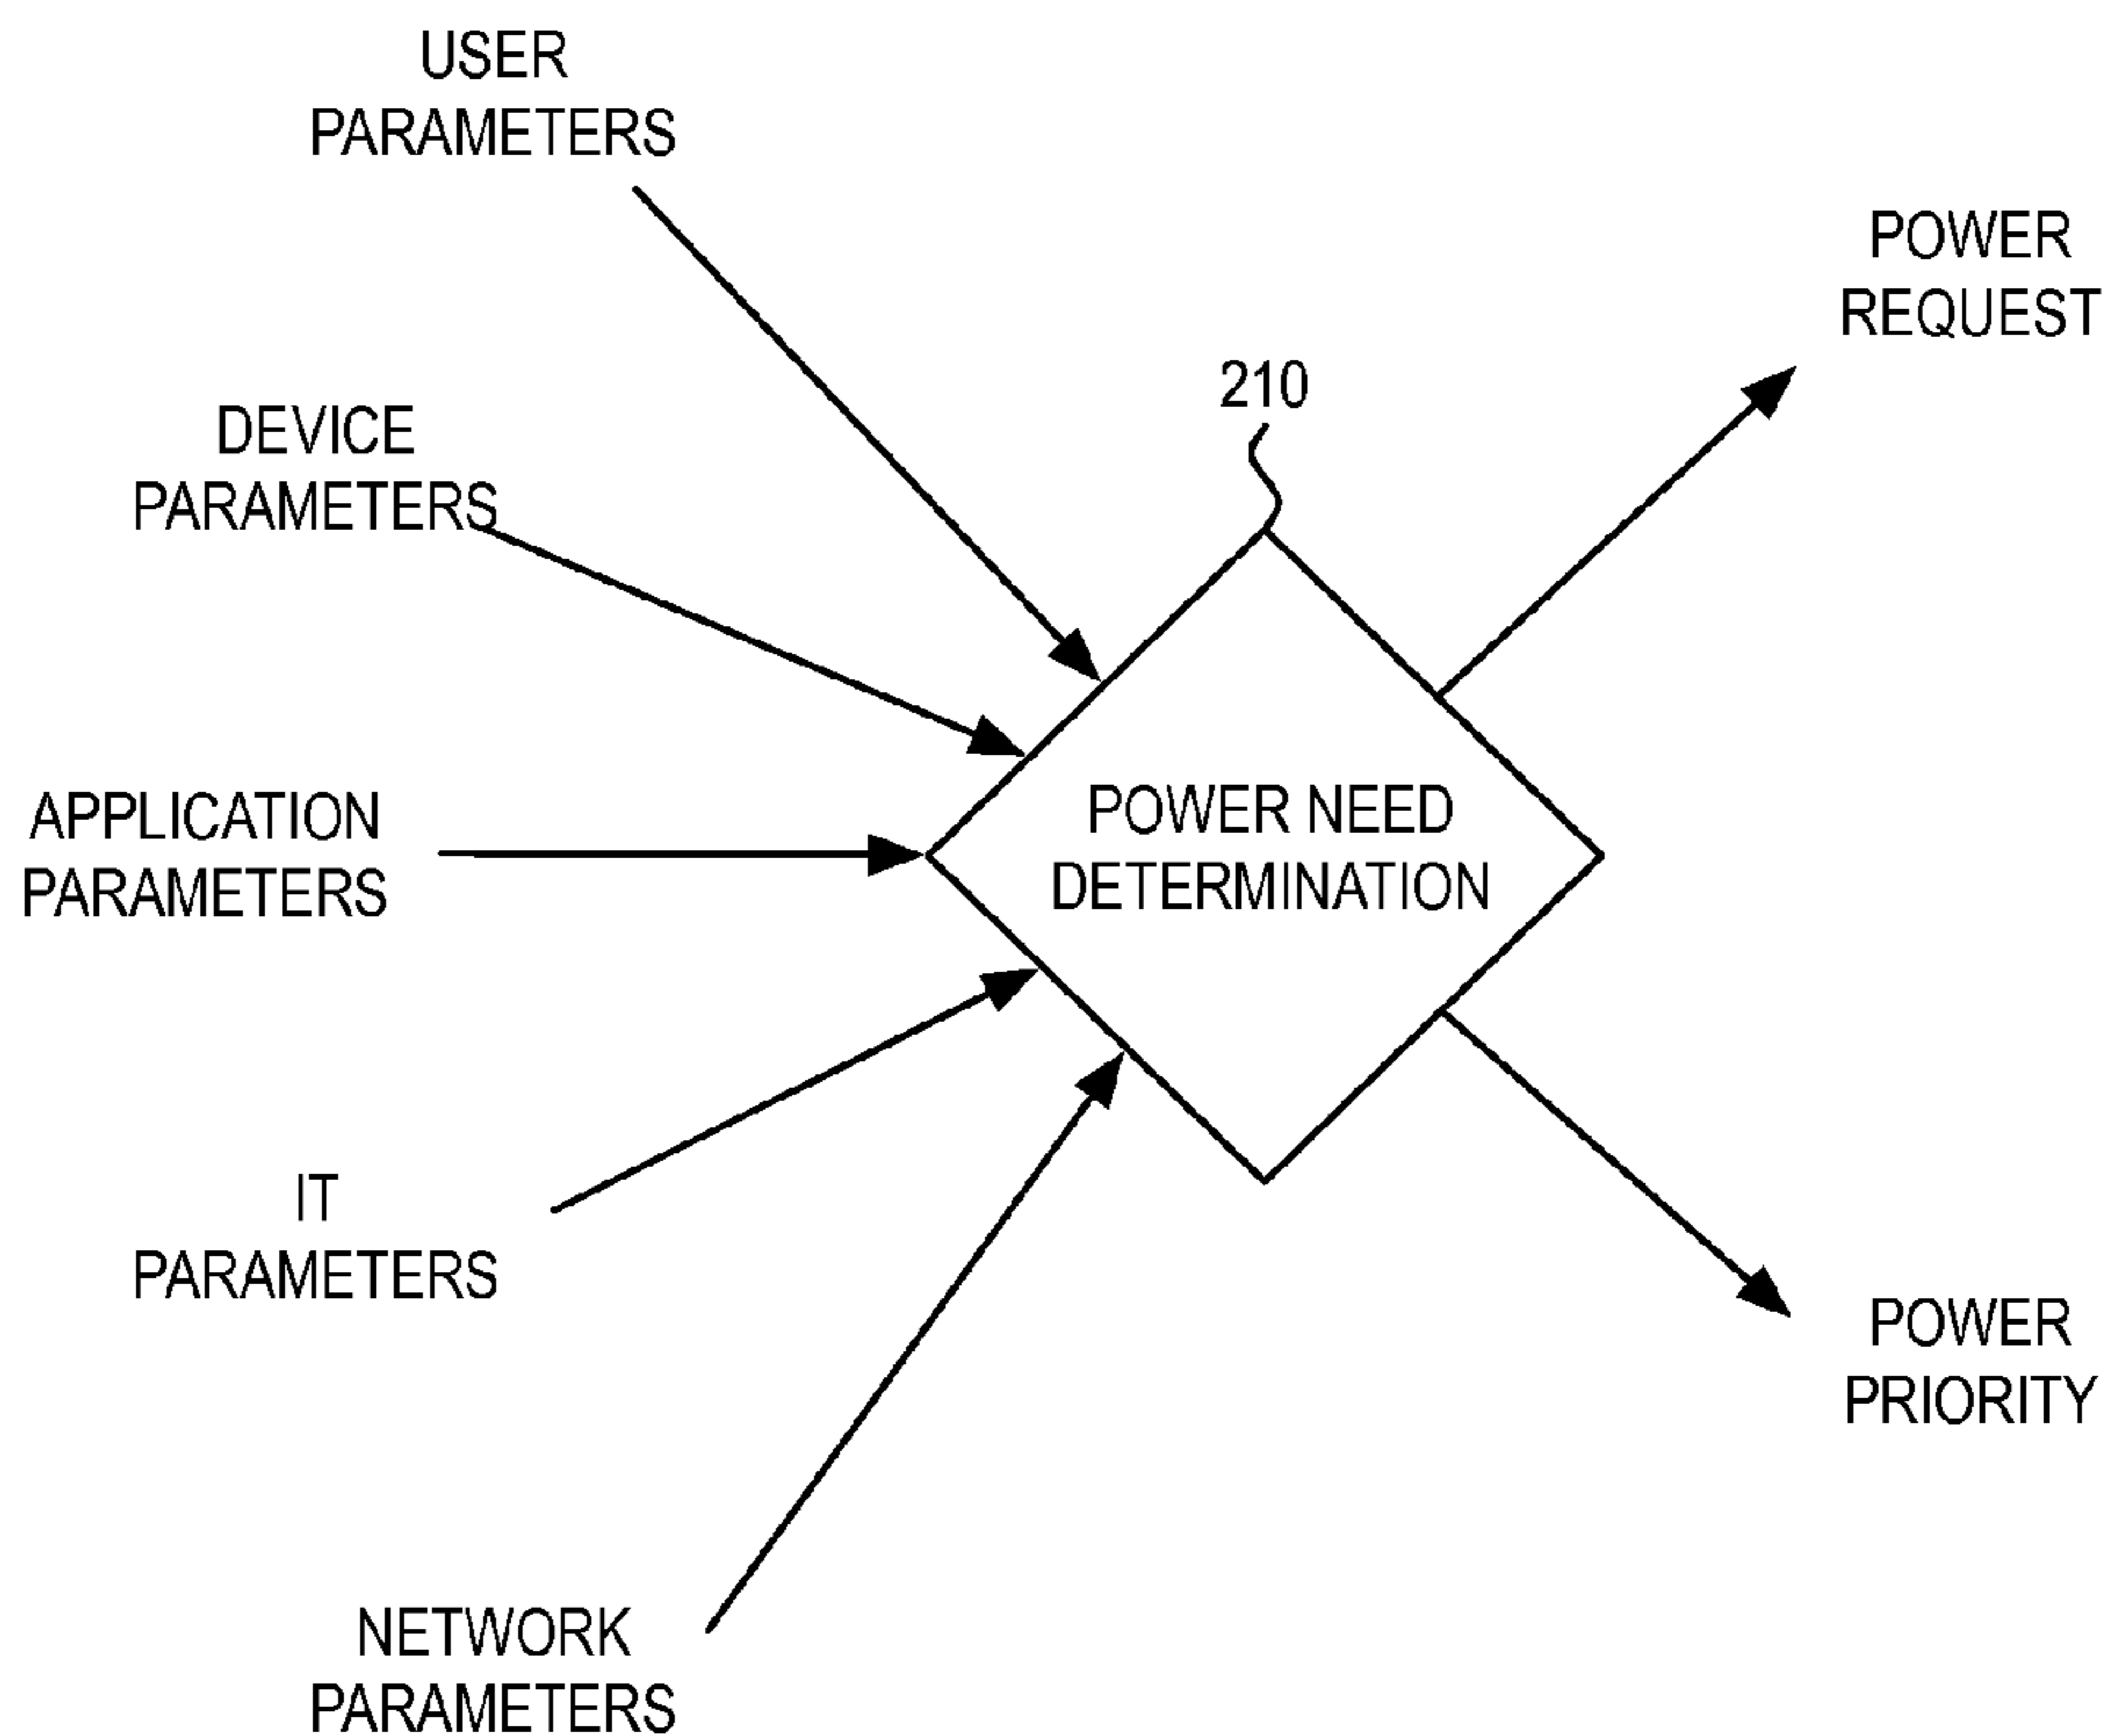 USER
PARAMETERS
DEVICE
PARAMETERS
APPLICATION
PARAMETERS
IT
PARAMETERS
NETWORK
PARAMETERS
210
POWER NEED
DETERMINATION
POWER
REQUEST
POWER
PRIORITY